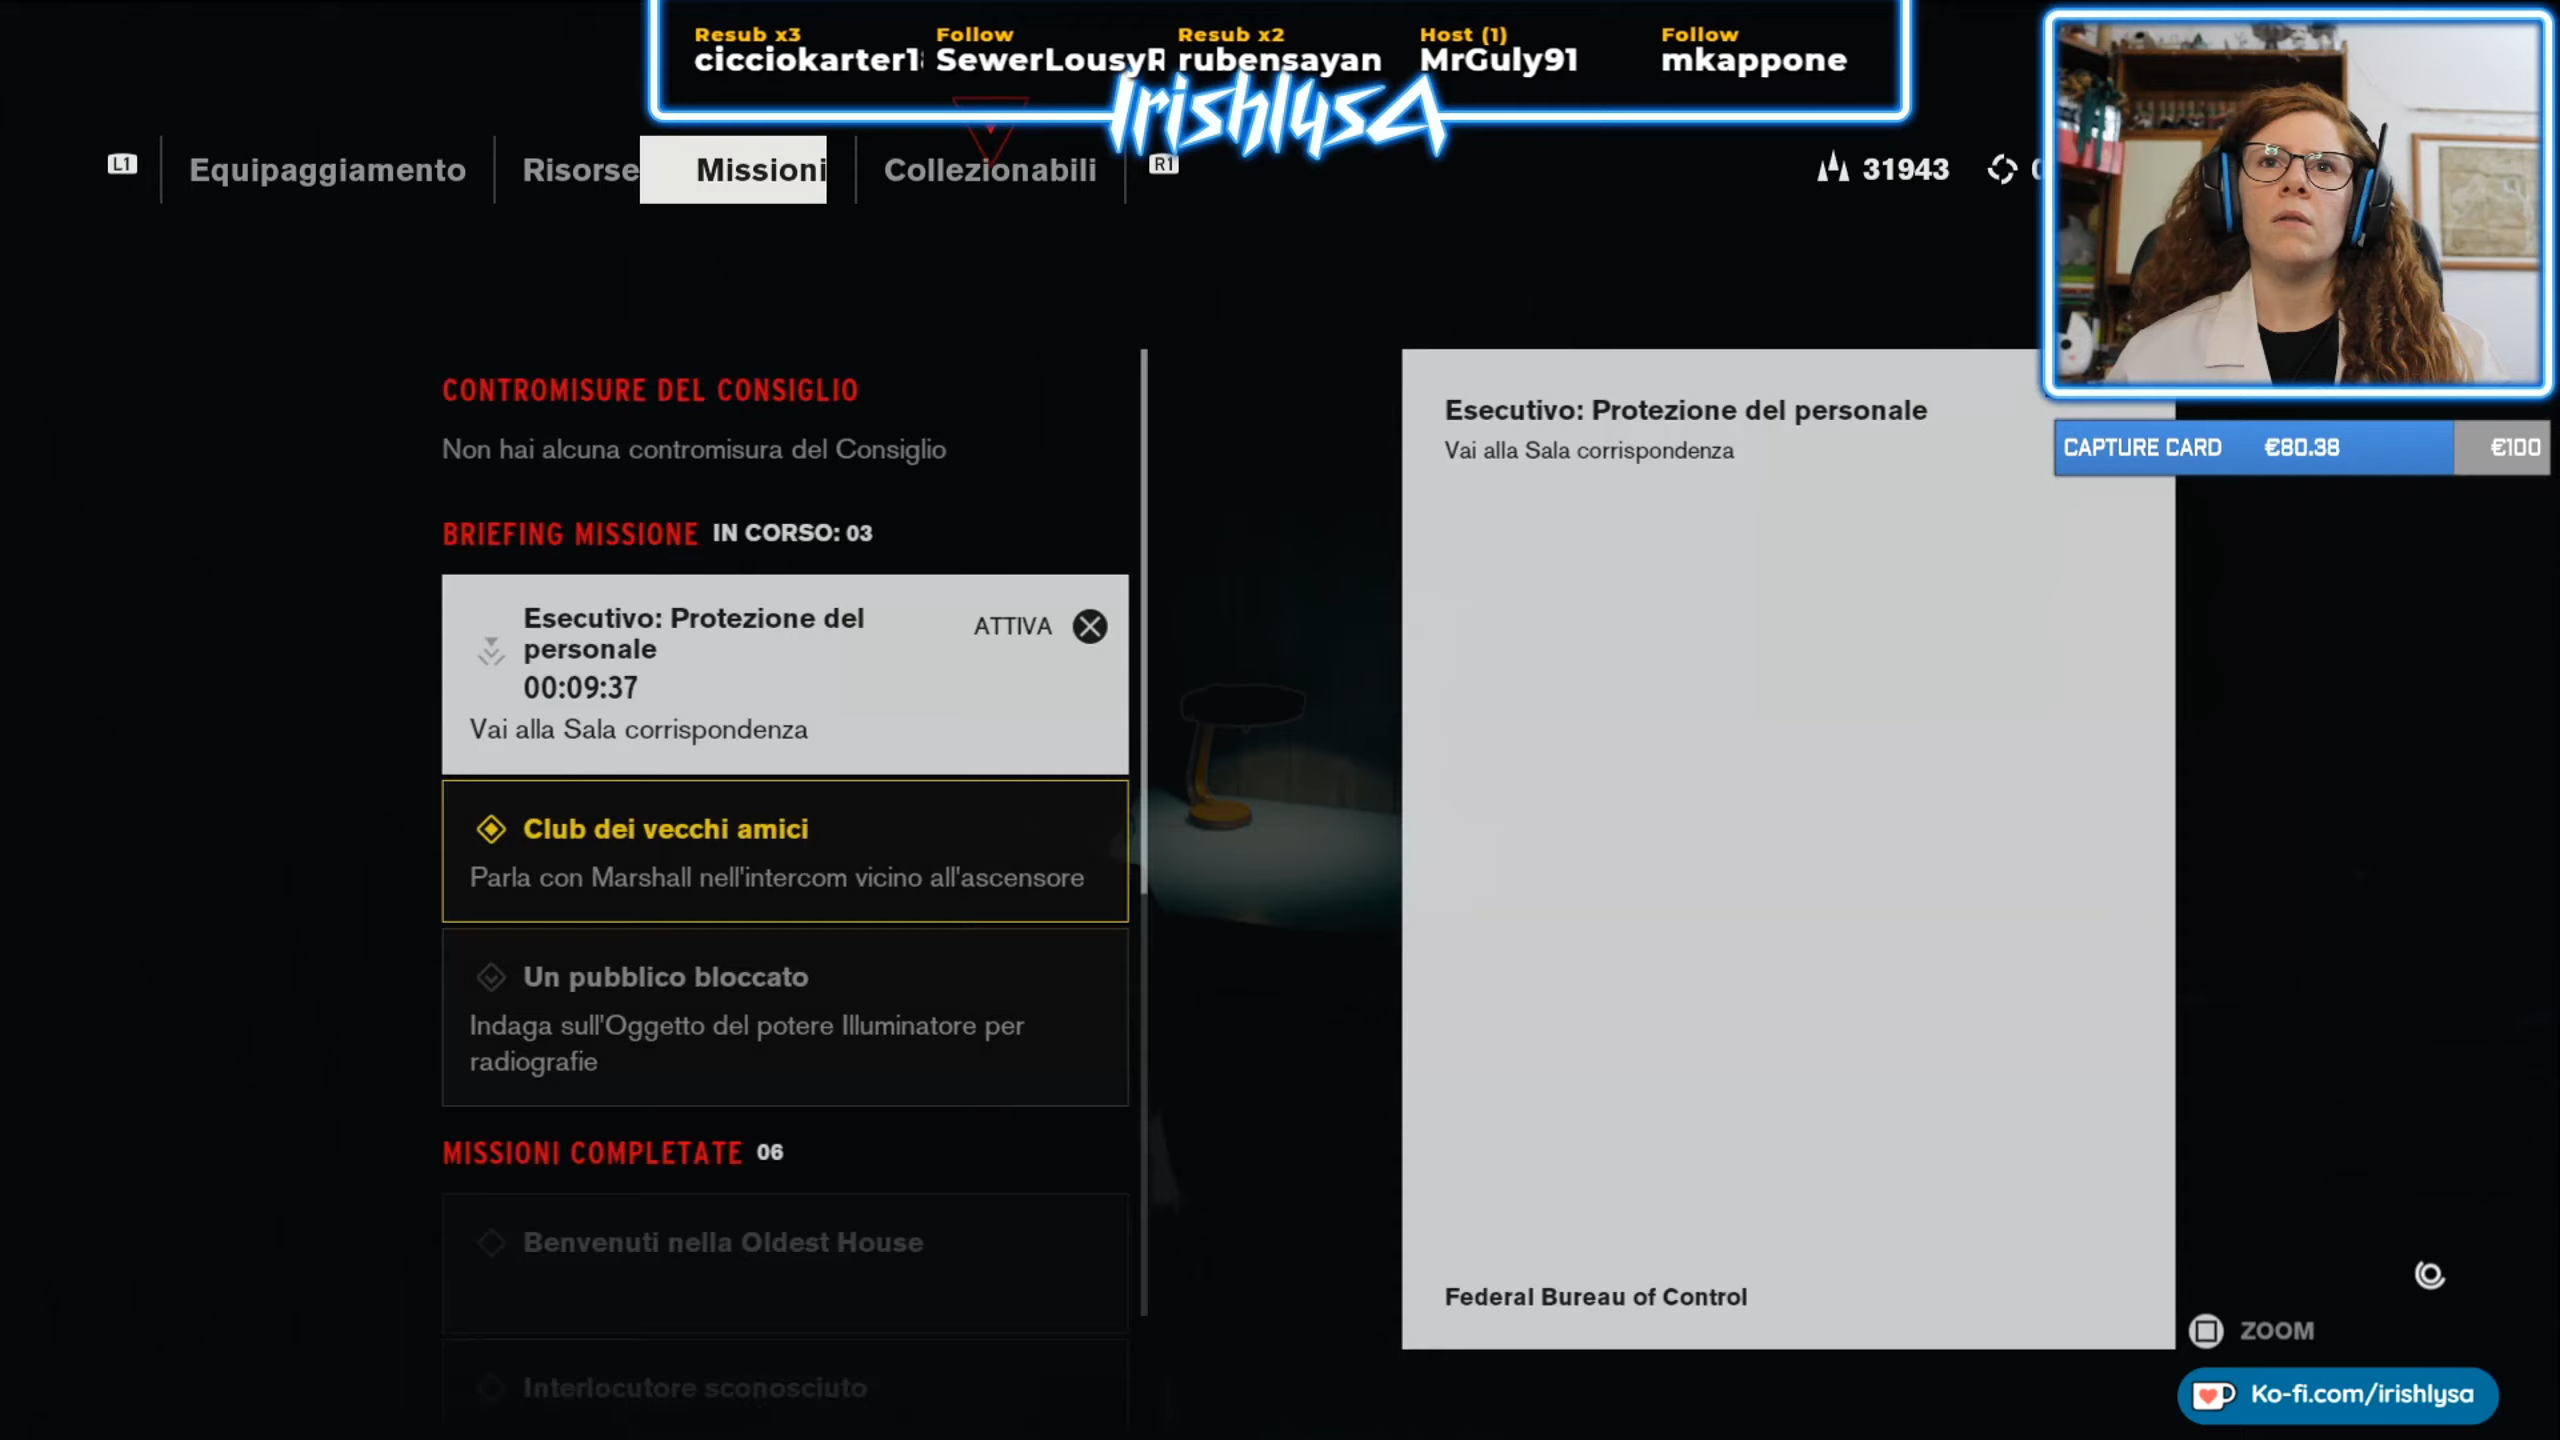 Resub x3
Follow
Resub x2
Host (1)
Follow
cicciokarter1
SewerLousyR
rubensayan
MrGuly91
mkappone
IrishlysA
L1
Equipaggiamento
Risorse
Missioni
Collezionabili
R1
31943
CAPTURE CARD €80.38 €100
CONTROMISURE DEL CONSIGLIO
Non hai alcuna contromisura del Consiglio
BRIEFING MISSIONE IN CORSO: 03
Esecutivo: Protezione del
personale
ATTIVA
00:09:37
Vai alla Sala corrispondenza
Club dei vecchi amici
Parla con Marshall nell'intercom vicino all'ascensore
Un pubblico bloccato
Indaga sull'Oggetto del potere Illuminatore per
radiografie
MISSIONI COMPLETATE 06
Benvenuti nella Oldest House
Interlocutore sconosciuto
Esecutivo: Protezione del personale
Vai alla Sala corrispondenza
Federal Bureau of Control
ZOOM
Ko-fi.com/irishlysa